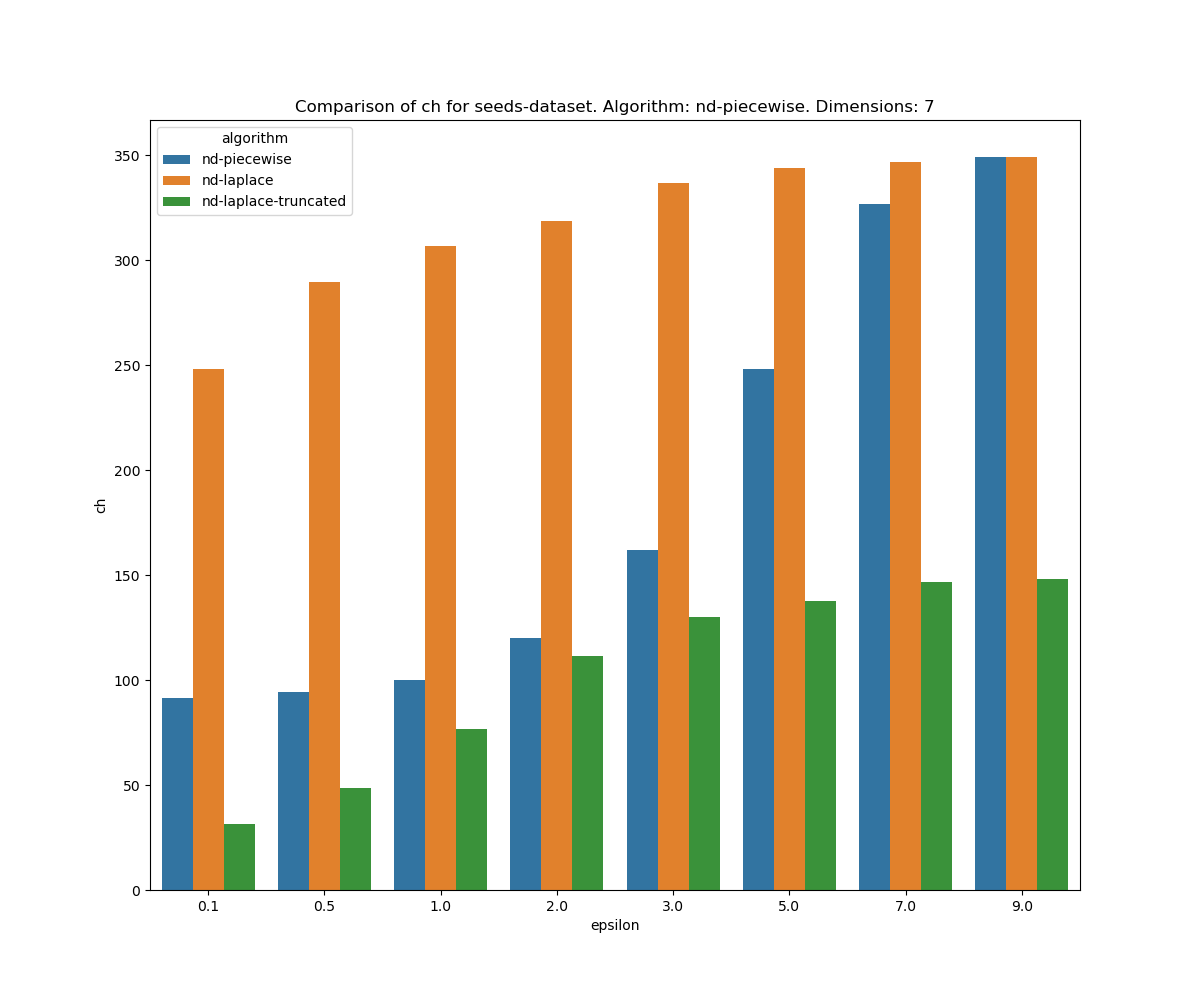 Comparison of ch for seeds-dataset. Algorithm: nd-piecewise. Dimensions: 7
algorithm
nd-piecewise
nd-laplace
nd-laplace-truncated
350
300
250
200
150
100
50
0
ch
0.1 0.5 1.0 2.0 3.0 5.0 7.0 9.0
epsilon